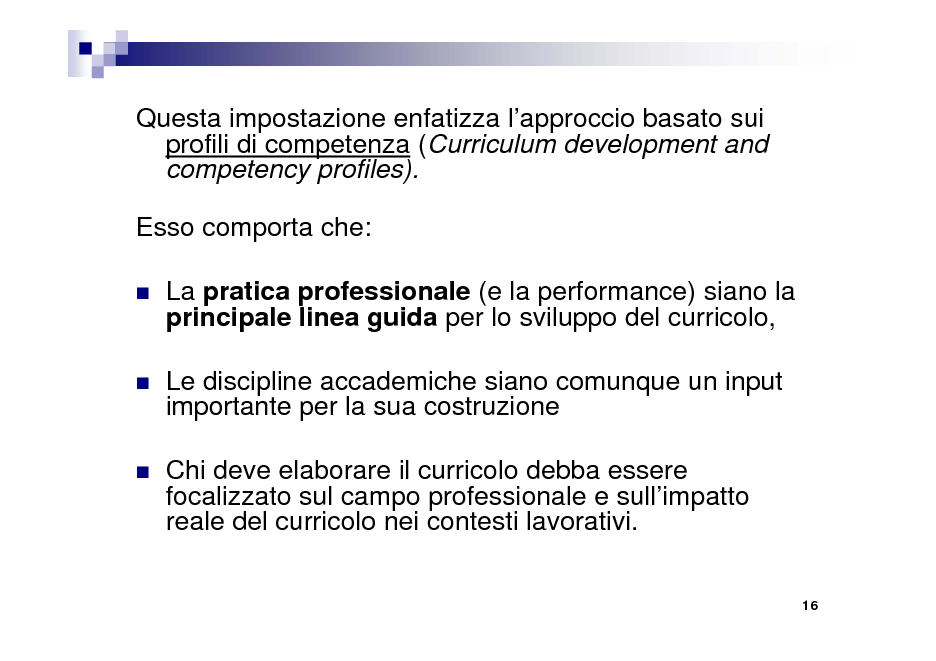 Questa impostazione enfatizza l’approccio basato sui
profili di competenza (Curriculum development and
competency profiles).
Esso comporta che:
La pratica professionale (e la performance) siano la
principale linea guida per lo sviluppo del curricolo,
Le discipline accademiche siano comunque un input
importante per la sua costruzione
Chi deve elaborare il curricolo debba essere
focalizzato sul campo professionale e sull’impatto
reale del curricolo nei contesti lavorativi.
16